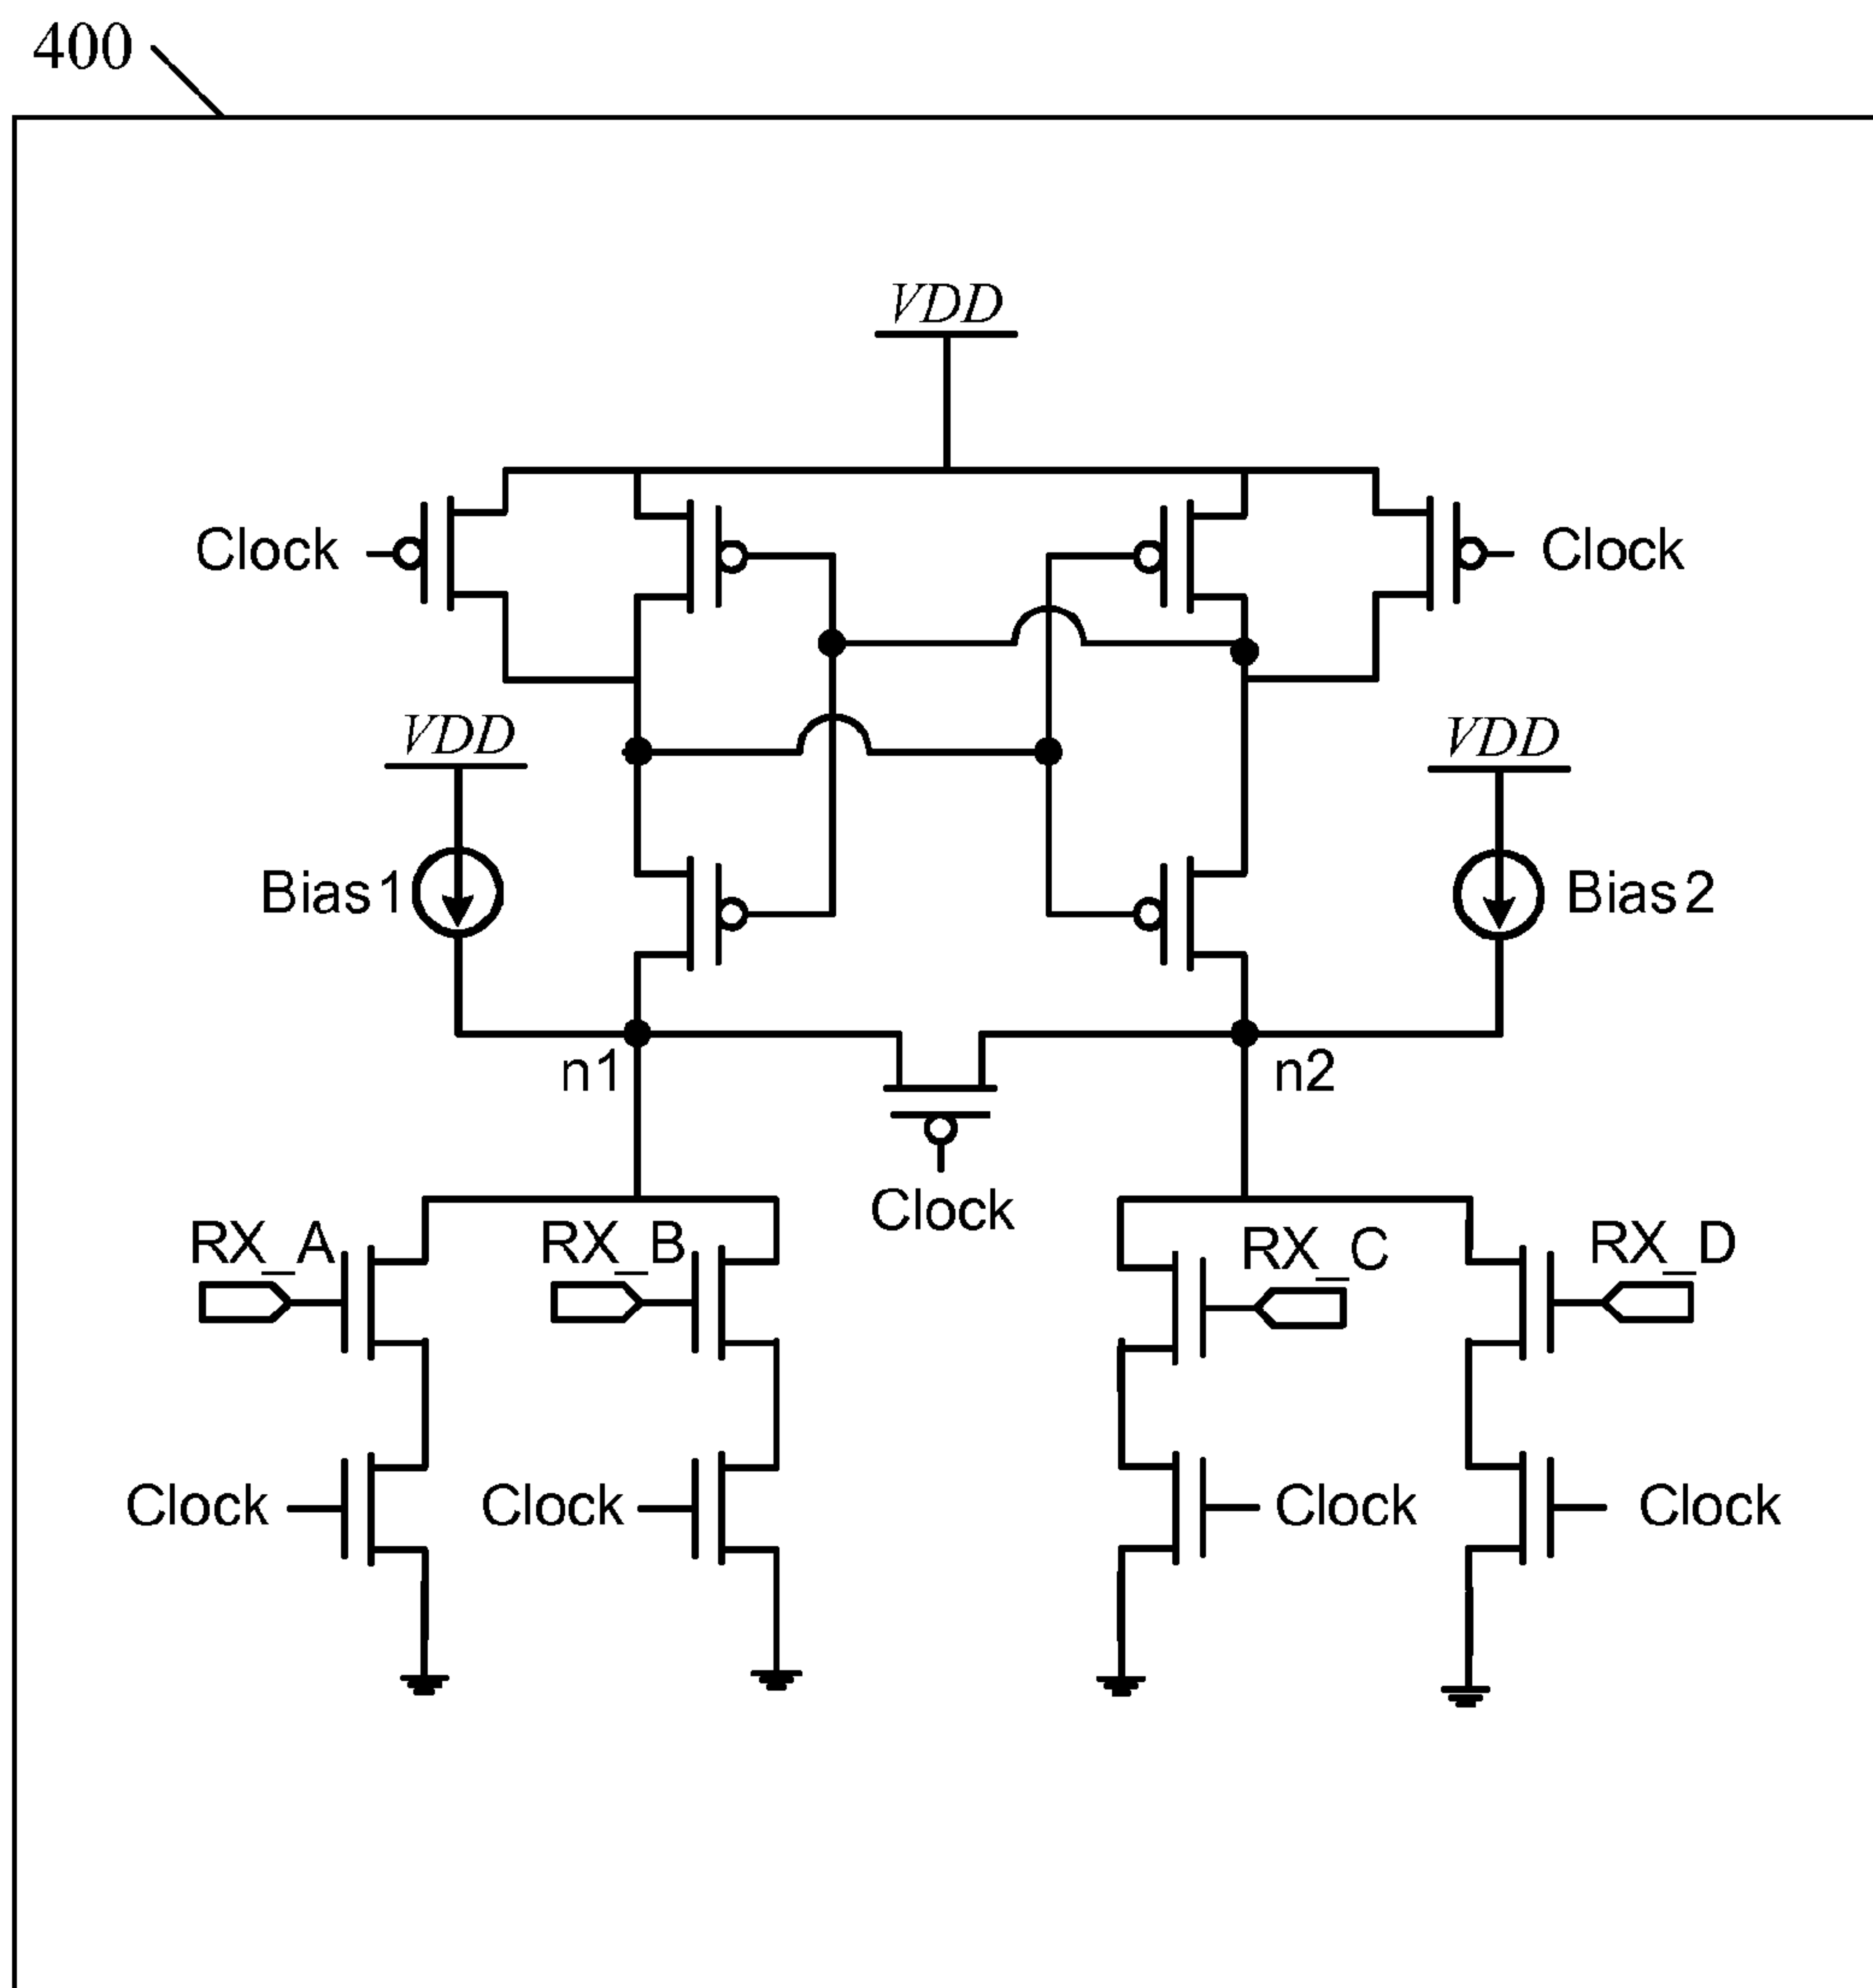 400
VDD
Clock
Clock
VDD
VDD
Bias1
Bias2
n1
n2
Clock
RX_A
RX_B
RX_C
RX_D
Clock
Clock
Clock
Clock